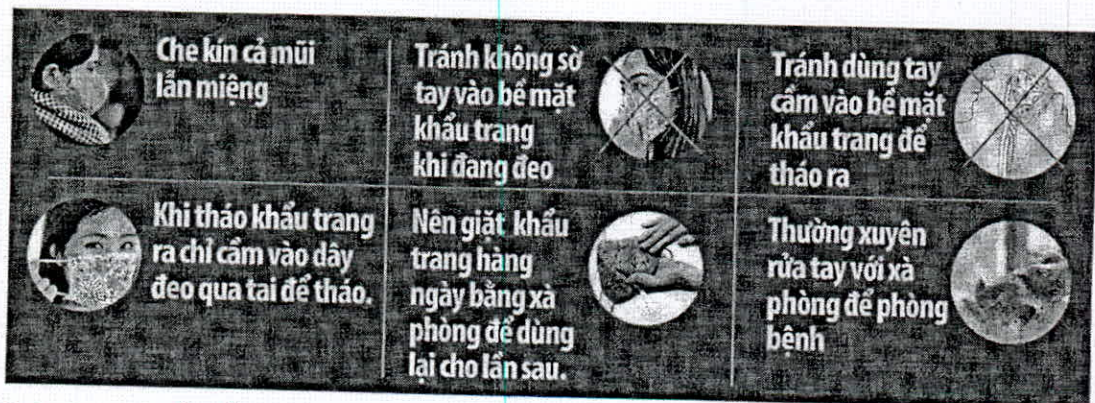 Che kín cả mũi
lẫn miệng
Tránh không sờ
tay vào bề mặt
khẩu trang
khi đang đeo
Tránh dùng tay
cầm vào bề mặt
khẩu trang để
tháo ra
Khi tháo khẩu trang
ra chỉ cầm vào dây
đeo qua tai để tháo.
Nên giặt khẩu
trang hàng
ngày bằng xà
phòng để dùng
lại cho lần sau.
Thường xuyên
rửa tay với xà
phòng để phòng
bệnh